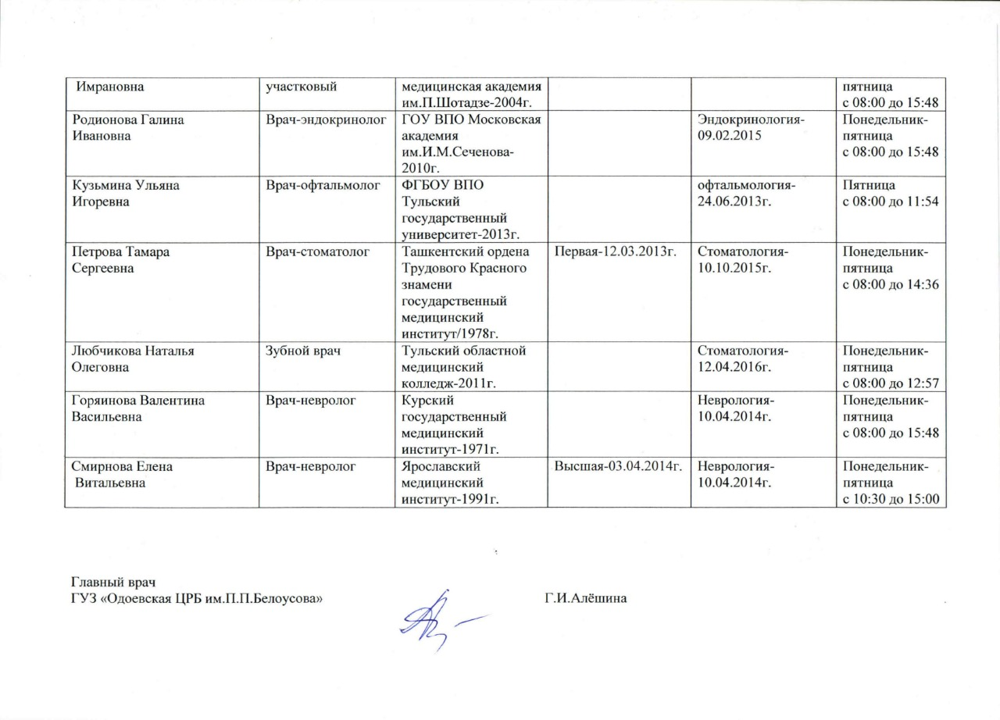 Имрановна
участковый
медицинская академия
им.П.Шотадзе-2004г.
пятница
с 08:00 до 15:48
Родионова Галина
Ивановна
Врач-эндокринолог
ГОУ ВПО Московская
академия
им.И.М.Сеченова-
2010г.
Эндокринология-
09.02.2015
Понедельник-
пятница
с 08:00 до 15:48
Кузьмина Ульяна
Игоревна
Врач-офтальмолог
ФГБОУ ВПО
Тульский
государственный
университет-2013г.
офтальмология-
24.06.2013г.
Пятница
с 08:00 до 11:54
Петрова Тамара
Сергеевна
Врач-стоматолог
Ташкентский ордена
Трудового Красного
знамени
государственный
медицинский
институт/1978г.
Первая-12.03.2013г.
Стоматология-
10.10.2015г.
Понедельник-
пятница
с 08:00 до 14:36
Любчикова Наталья
Олеговна
Зубной врач
Тульский областной
медицинский
колледж-2011г.
Стоматология-
12.04.2016г.
Понедельник-
пятница
с 08:00 до 12:57
Горяинова Валентина
Васильевна
Врач-невролог
Курский
государственный
медицинский
институт-1971г.
Неврология-
10.04.2014г.
Понедельник-
пятница
с 08:00 до 15:48
Смирнова Елена
Витальевна
Врач-невролог
Ярославский
медицинский
институт-1991г.
Высшая-03.04.2014г.
Неврология-
10.04.2014г.
Понедельник-
пятница
с 10:30 до 15:00
Главный врач
ГУЗ «Одоевская ЦРБ им.П.П.Белоусова»
Г.И.Алёшина